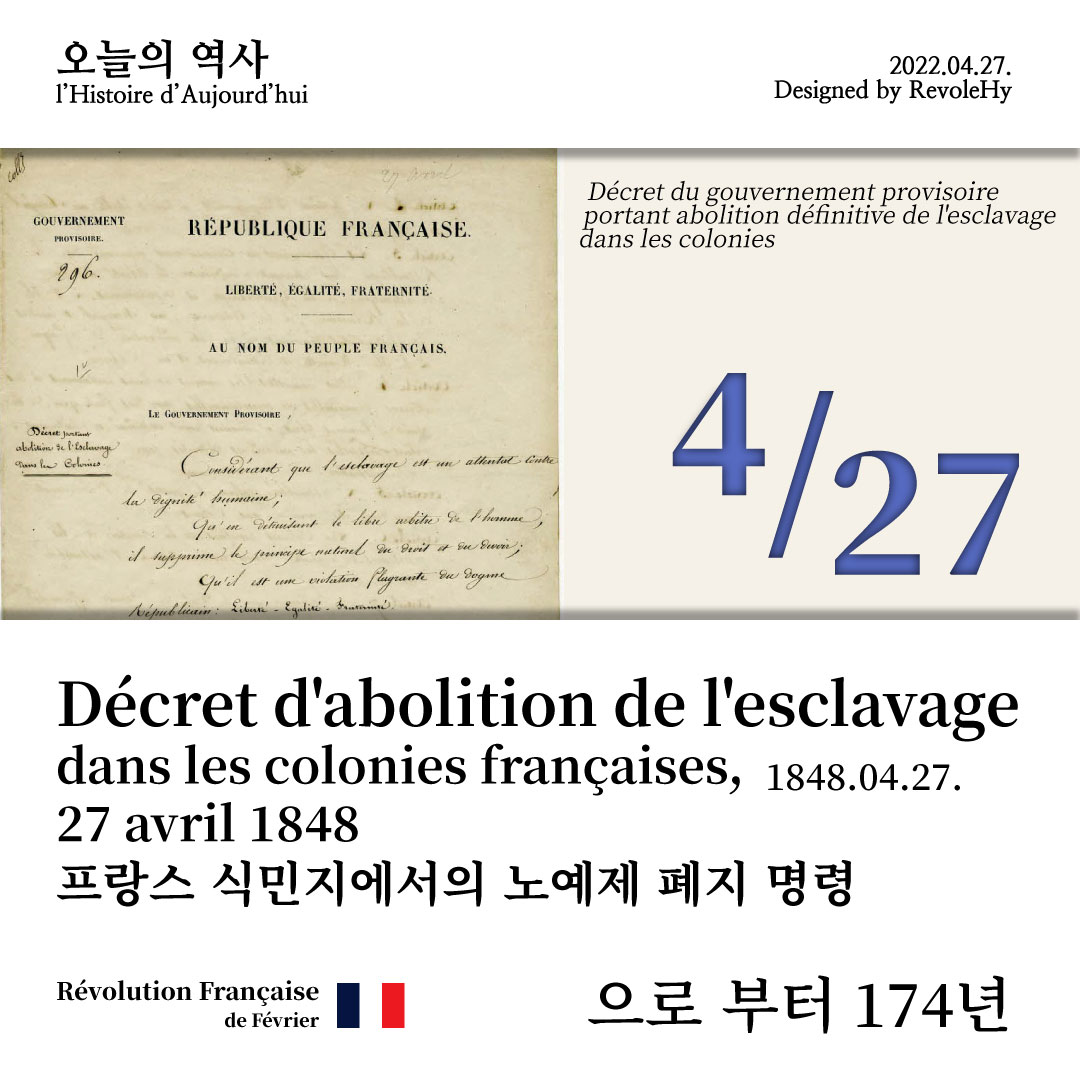 오늘의 역사
l’Histoire d’Aujourd’hui
2022.04.27.
Designed by RevoleHy
27 avril
GOUVERNEMENT
PROVISOIRE.
296.
RÉPUBLIQUE FRANÇAISE.
LIBERTÉ, ÉGALITÉ, FRATERNITÉ.
AU NOM DU PEUPLE FRANÇAIS.
LE GOUVERNEMENT PROVISOIRE,
Décret portant
abolition de l'Esclavage
dans les Colonies
Considérant que l'esclavage est un attentat contre
la dignité humaine;
Qu'en détruisant le libre arbitre de l'homme,
il supprime le principe naturel du droit et du devoir;
Qu'il est une violation flagrante du dogme
Républicain: Liberté - Egalité - Fraternité.
Décret du gouvernement provisoire
portant abolition définitive de l'esclavage
dans les colonies
4/27
Décret d'abolition de l'esclavage
dans les colonies françaises, 1848.04.27.
27 avril 1848
프랑스 식민지에서의 노예제 폐지 명령
Révolution Française
de Février
으로 부터 174년